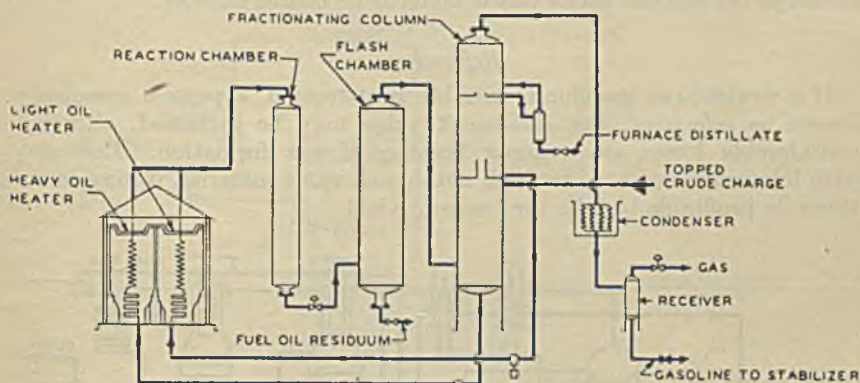 FRACTIONATING COLUMN
REACTION CHAMBER
FLASH
CHAMBER
LIGHT OIL
HEATER
FURNACE DISTILLATE
HEAVY OIL
HEATER
TOPPED
CRUDE CHARGE
CONDENSER
GAS
RECEIVER
FUEL OIL RESIDUUM
GASOLINE TO STABILIZER